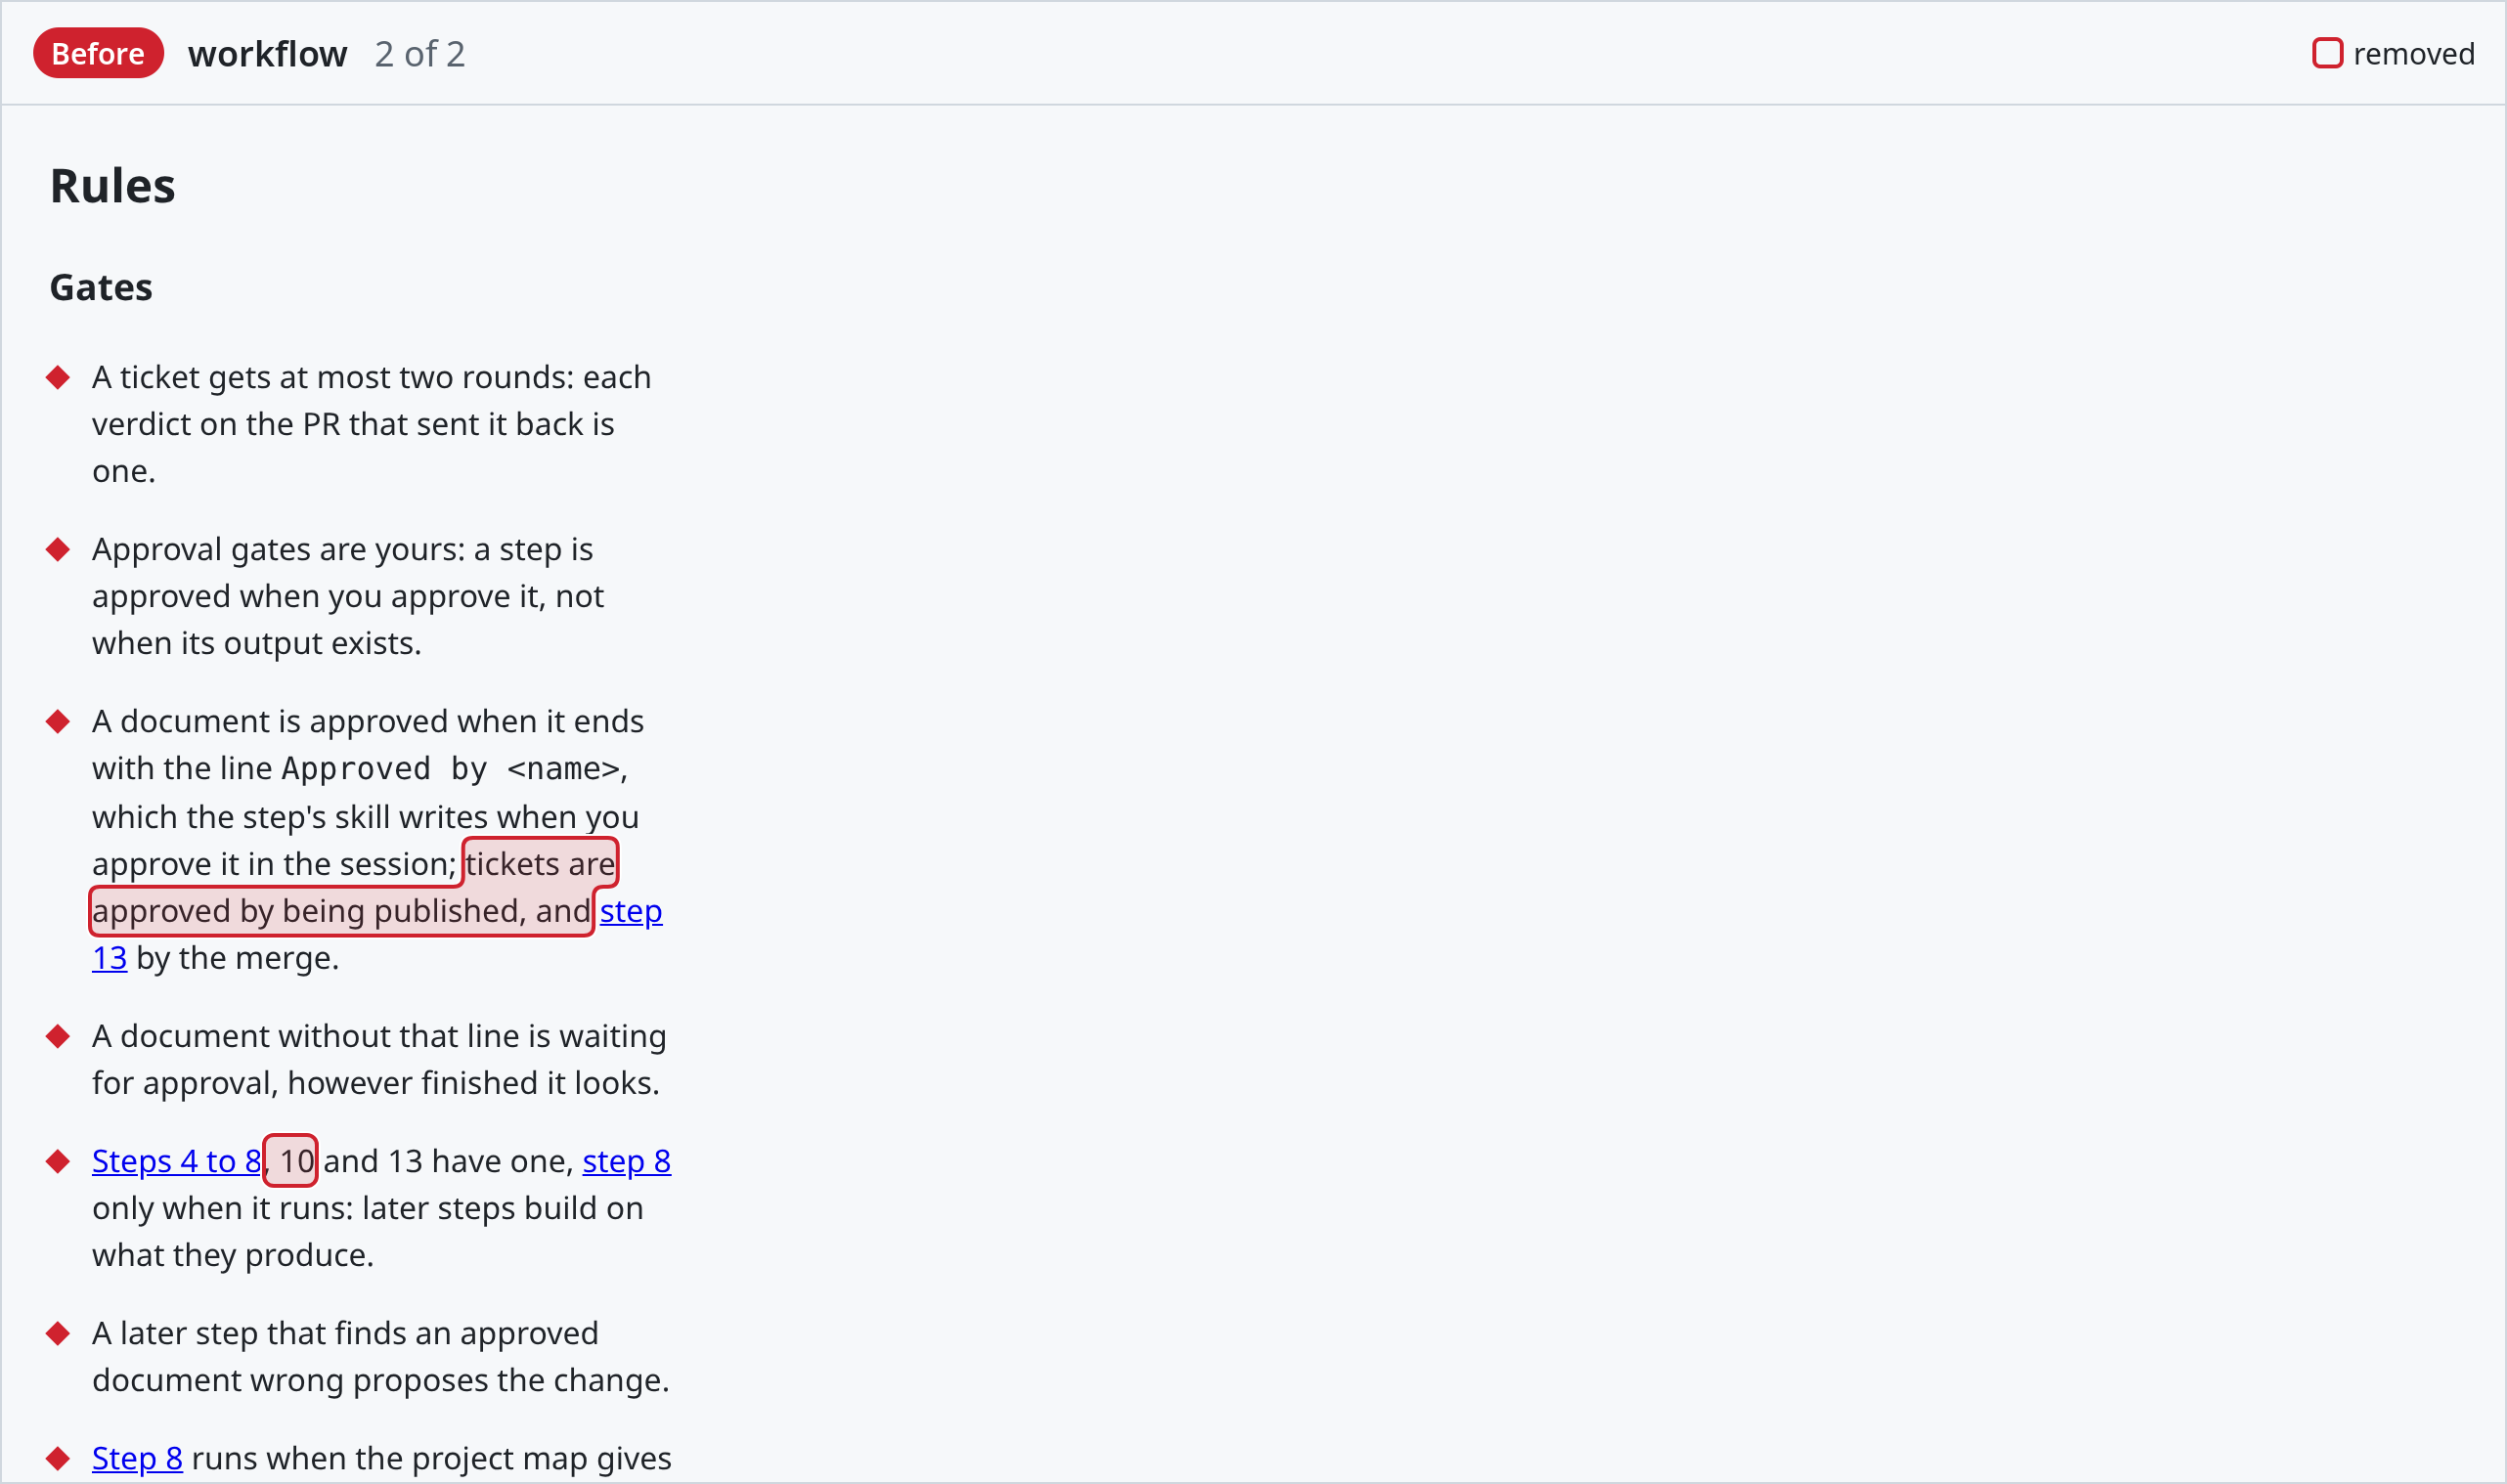 Before workflow 2 of 2 removed
Rules
Gates
A ticket gets at most two rounds: each
verdict on the PR that sent it back is
one.
Approval gates are yours: a step is
approved when you approve it, not
when its output exists.
A document is approved when it ends
with the line Approved by <name>,
which the step's skill writes when you
approve it in the session; tickets are
approved by being published, and step
13 by the merge.
A document without that line is waiting
for approval, however finished it looks.
Steps 4 to 8, 10 and 13 have one, step 8
only when it runs: later steps build on
what they produce.
A later step that finds an approved
document wrong proposes the change.
Step 8 runs when the project map gives